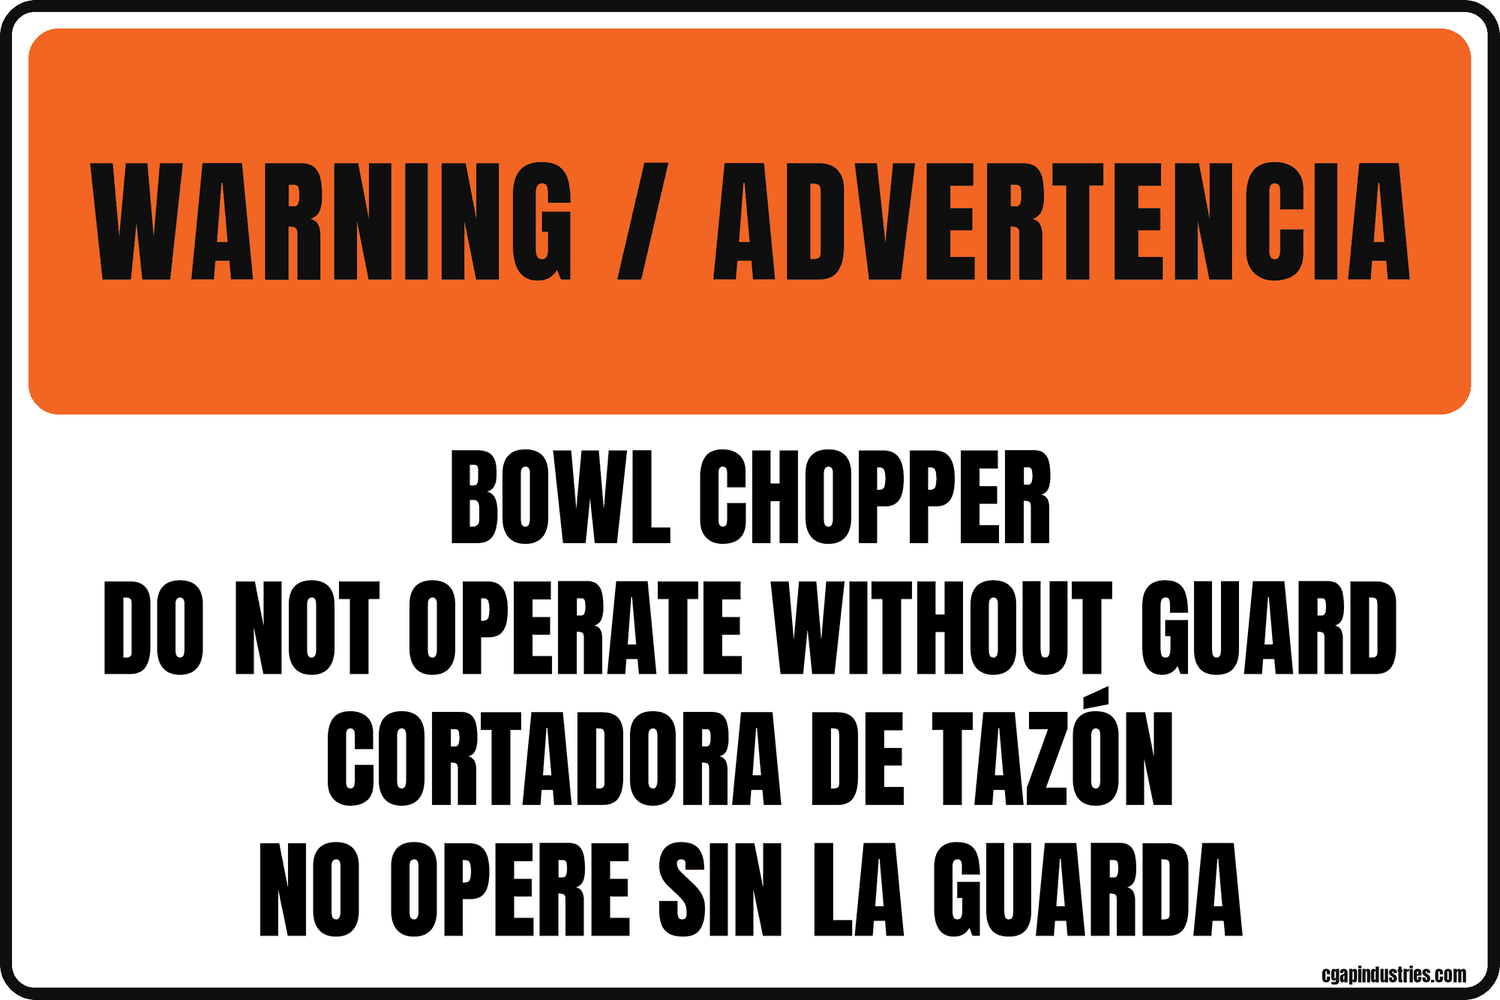 WARNING / ADVERTENCIA
BOWL CHOPPER
DO NOT OPERATE WITHOUT GUARD
CORTADORA DE TAZÓN
NO OPERE SIN LA GUARDA
cgapindustries.com